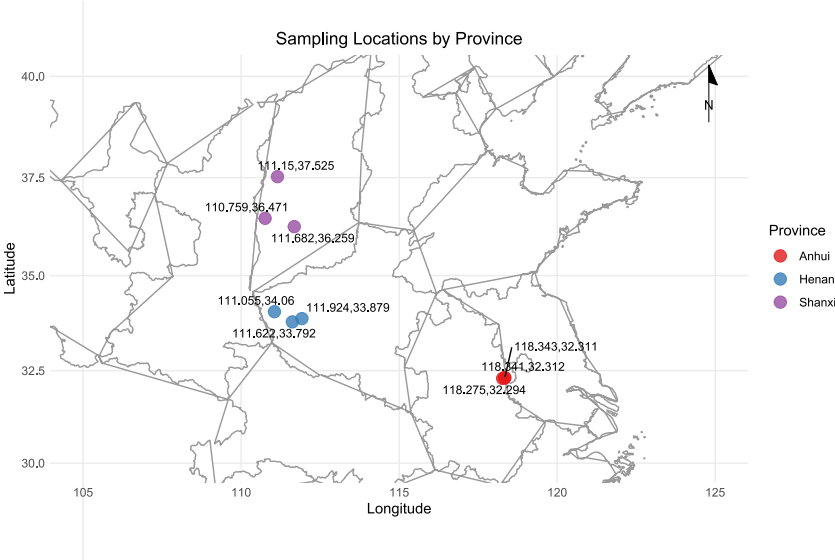 Sampling Locations by Province
40.0
37.5
35.0
32.5
30.0
Latitude
N
111.15,37.525
110.759,36.471
111.682,36.259
111.055,34.06
111.924,33.879
111.622,33.792
118.343,32.311
118.341,32.312
118.275,32.294
Province
Anhui
Henan
Shanxi
105
110
115
120
125
Longitude